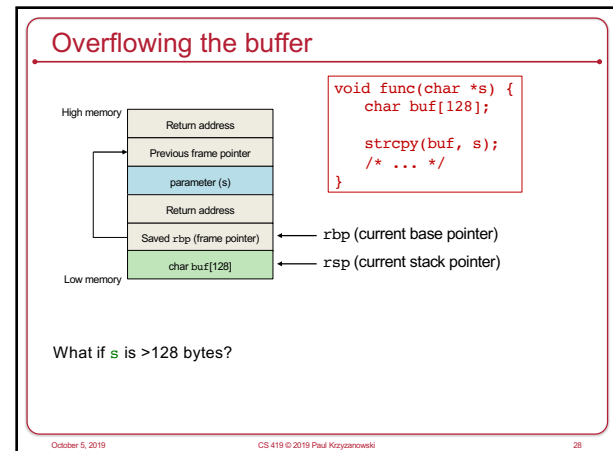 Overflowing the buffer
High memory
Return address
Previous frame pointer
parameter (s)
Return address
Saved rbp (frame pointer)
char buf[128]
Low memory
void func(char *s) {
char buf[128];
strcpy(buf, s);
/* ... */
}
rbp (current base pointer)
rsp (current stack pointer)
What if s is >128 bytes?
October 5, 2019
CS 419 © 2019 Paul Krzyzanowski
28